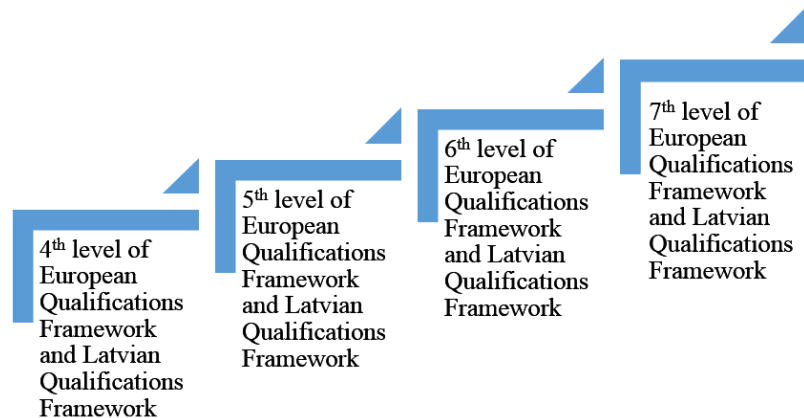 4th level of
European
Qualifications
Framework
and Latvian
Qualifications
Framework
5th level of
European
Qualifications
Framework
and Latvian
Qualifications
Framework
6th level of
European
Qualifications
Framework
and Latvian
Qualifications
Framework
7th level of
European
Qualifications
Framework
and Latvian
Qualifications
Framework